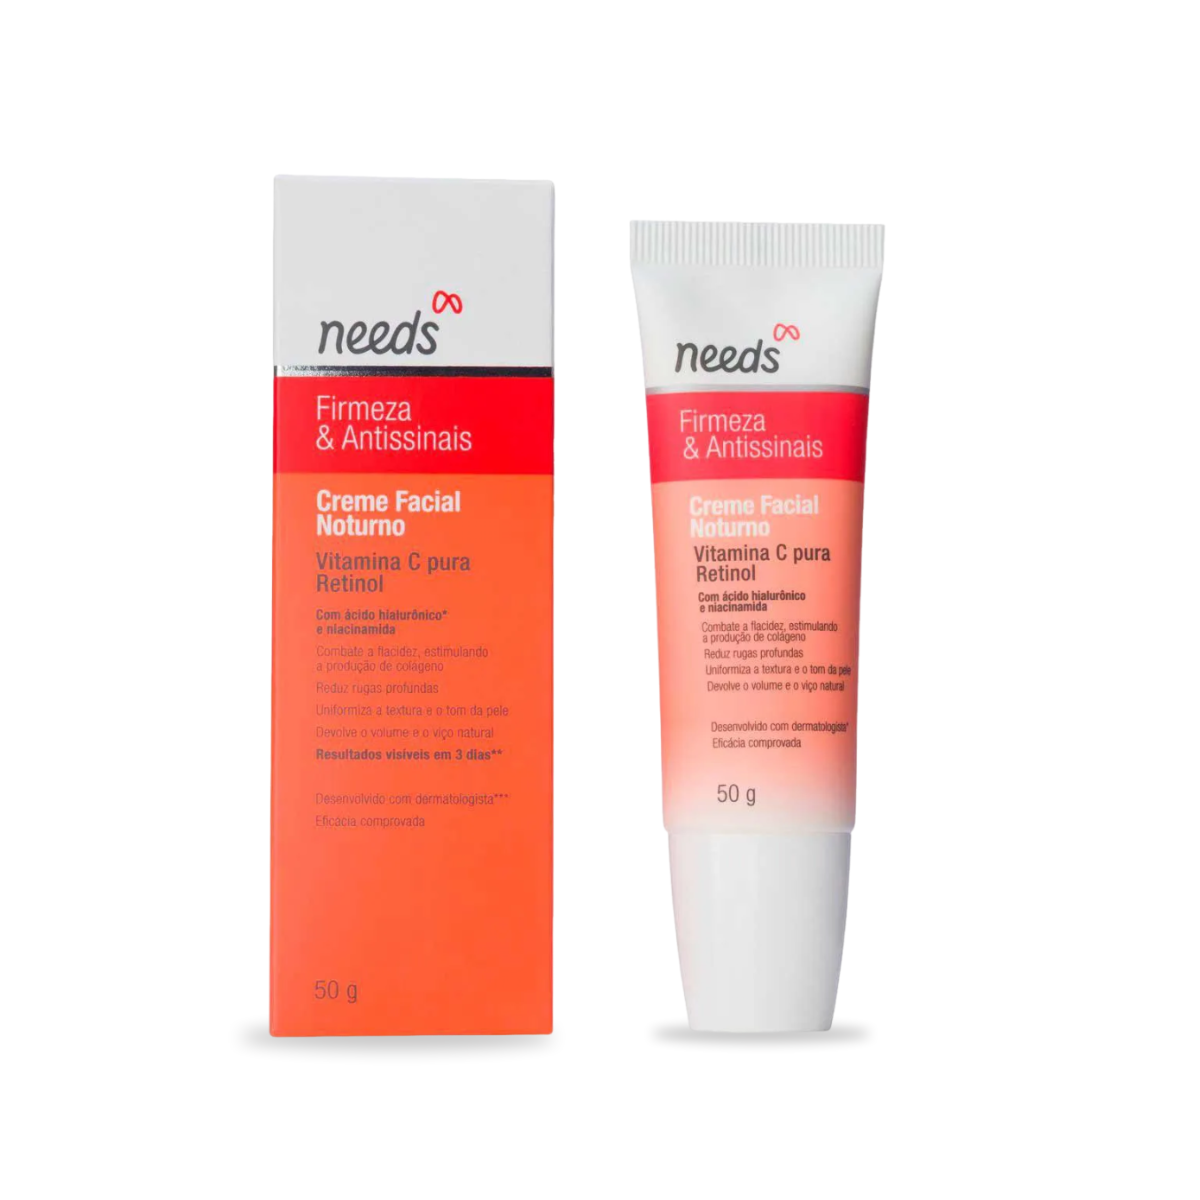 needs
Firmeza
& Antissinais
Creme Facial
Noturno
Vitamina C pura
Retinol
Com ácido hialurônico*
e niacinamida
Combate a flacidez, estimulando
a produção de colágeno
Reduz rugas profundas
Uniformiza a textura e o tom da pele
Devolve o volume e o viço natural
Resultados visíveis em 3 dias**
Desenvolvido com dermatologista***
Eficácia comprovada
50 g
needs
Firmeza
& Antissinais
Creme Facial
Noturno
Vitamina C pura
Retinol
Com ácido hialurônico
e niacinamida
Combate a flacidez, estimulando
a produção de colágeno
Reduz rugas profundas
Uniformiza a textura e o tom da pele
Devolve o volume e o viço natural
Desenvolvido com dermatologista*
Eficácia comprovada
50 g